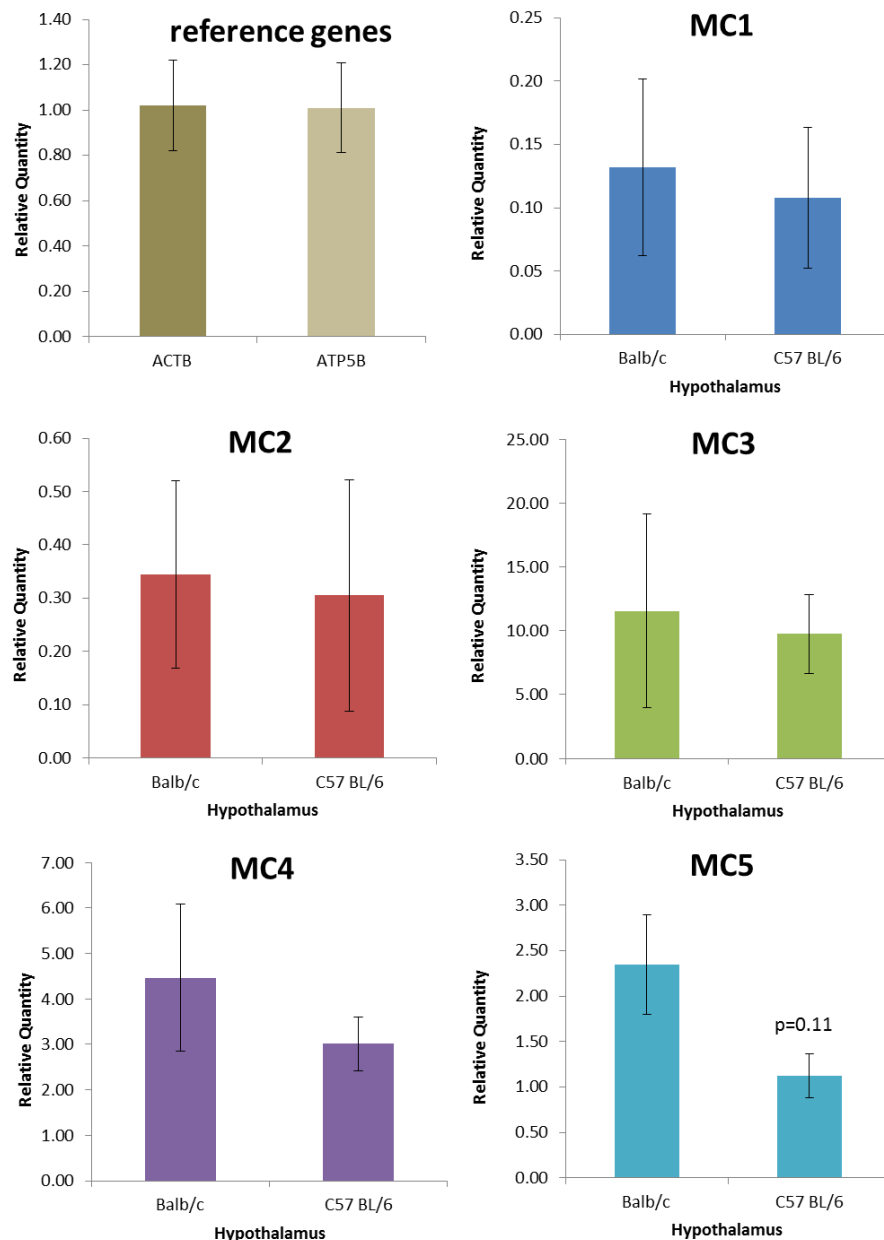 reference genes
Relative Quantity
1.40
1.20
1.00
0.80
0.60
0.40
0.20
0.00
ACTB ATP5B
MC1
Relative Quantity
0.25
0.20
0.15
0.10
0.05
0.00
Balb/c C57 BL/6
Hypothalamus
MC2
Relative Quantity
0.60
0.50
0.40
0.30
0.20
0.10
0.00
Balb/c C57 BL/6
Hypothalamus
MC3
Relative Quantity
25.00
20.00
15.00
10.00
5.00
0.00
Balb/c C57 BL/6
Hypothalamus
MC4
Relative Quantity
7.00
6.00
5.00
4.00
3.00
2.00
1.00
0.00
Balb/c C57 BL/6
Hypothalamus
MC5
Relative Quantity
3.50
3.00
2.50
2.00
1.50
1.00
0.50
0.00
p=0.11
Balb/c C57 BL/6
Hypothalamus